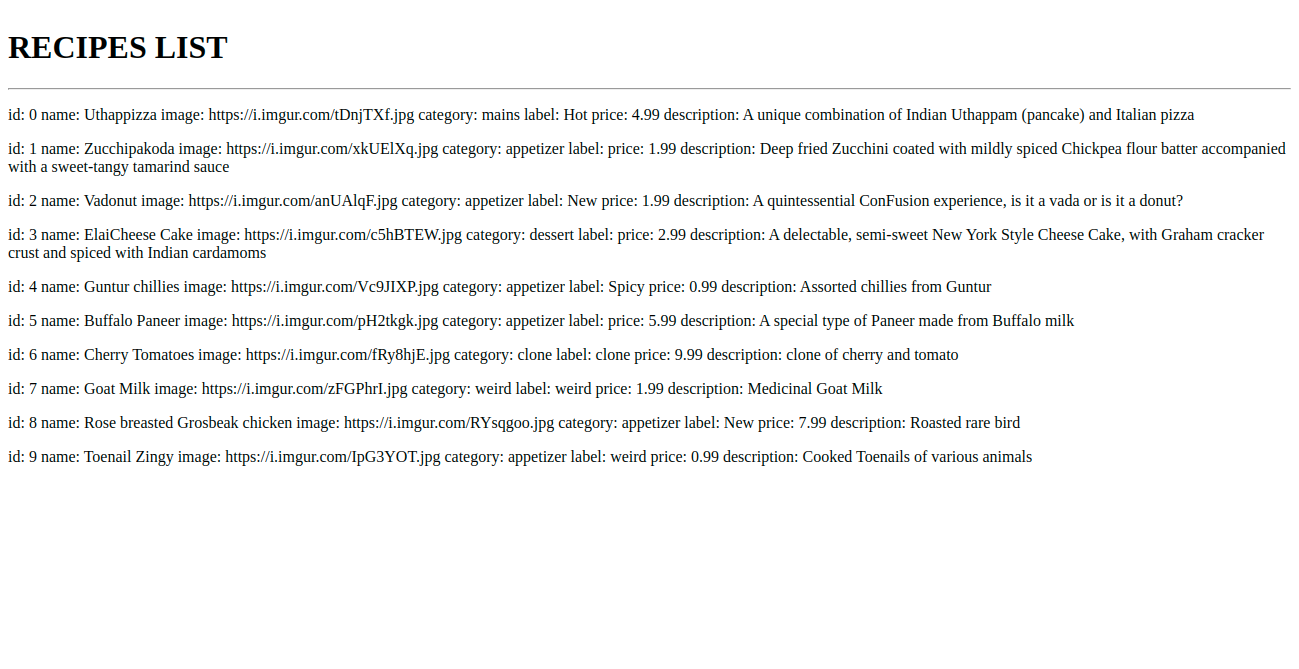 RECIPES LIST
id: 0 name: Uthappizza image: https://i.imgur.com/tDnjTXf.jpg category: mains label: Hot price: 4.99 description: A unique combination of Indian Uthappam (pancake) and Italian pizza
id: 1 name: Zucchipakoda image: https://i.imgur.com/xkUElXq.jpg category: appetizer label: price: 1.99 description: Deep fried Zucchini coated with mildly spiced Chickpea flour batter accompanied
with a sweet-tangy tamarind sauce
id: 2 name: Vadonut image: https://i.imgur.com/anUAlqF.jpg category: appetizer label: New price: 1.99 description: A quintessential ConFusion experience, is it a vada or is it a donut?
id: 3 name: ElaiCheese Cake image: https://i.imgur.com/c5hBTEW.jpg category: dessert label: price: 2.99 description: A delectable, semi-sweet New York Style Cheese Cake, with Graham cracker
crust and spiced with Indian cardamoms
id: 4 name: Guntur chillies image: https://i.imgur.com/Vc9JIXP.jpg category: appetizer label: Spicy price: 0.99 description: Assorted chillies from Guntur
id: 5 name: Buffalo Paneer image: https://i.imgur.com/pH2tkgk.jpg category: appetizer label: price: 5.99 description: A special type of Paneer made from Buffalo milk
id: 6 name: Cherry Tomatoes image: https://i.imgur.com/fRy8hjE.jpg category: clone label: clone price: 9.99 description: clone of cherry and tomato
id: 7 name: Goat Milk image: https://i.imgur.com/zFGPhrI.jpg category: weird label: weird price: 1.99 description: Medicinal Goat Milk
id: 8 name: Rose breasted Grosbeak chicken image: https://i.imgur.com/RYsqgoo.jpg category: appetizer label: New price: 7.99 description: Roasted rare bird
id: 9 name: Toenail Zingy image: https://i.imgur.com/IpG3YOT.jpg category: appetizer label: weird price: 0.99 description: Cooked Toenails of various animals